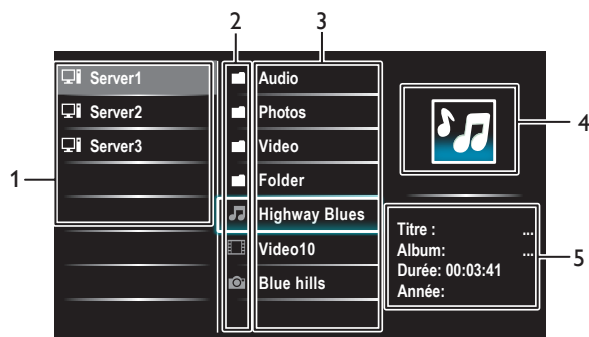 2 3
Server1
Server2
Server3
1
Audio
Photos
Video
Folder
Highway Blues
Video10
Blue hills
4
Titre : ...
Album: ...
Durée: 00:03:41
Année:
5